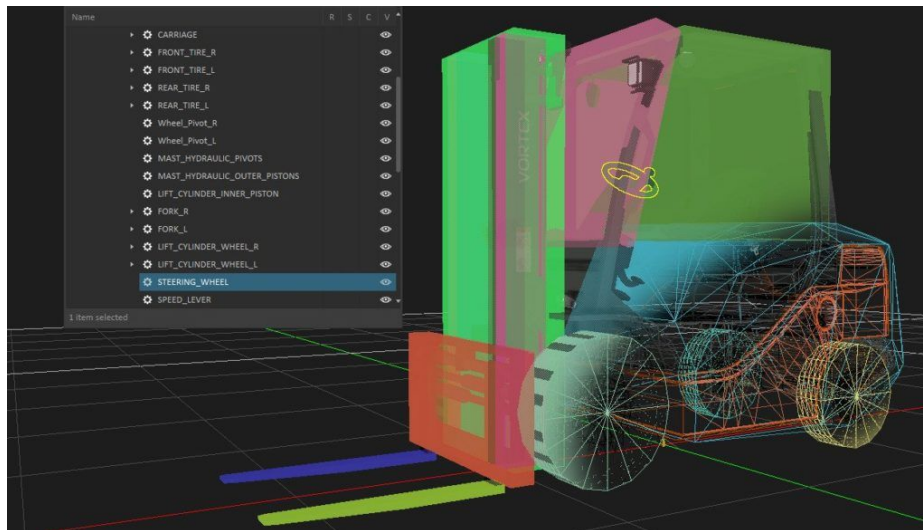 Name R S C V
CARRIAGE
FRONT_TIRE_R
FRONT_TIRE_L
REAR_TIRE_R
REAR_TIRE_L
Wheel_Pivot_R
Wheel_Pivot_L
MAST_HYDRAULIC_PIVOTS
MAST_HYDRAULIC_OUTER_PISTONS
LIFT_CYLINDER_INNER_PISTON
FORK_R
FORK_L
LIFT_CYLINDER_WHEEL_R
LIFT_CYLINDER_WHEEL_L
STEERING_WHEEL
SPEED_LEVER
1 item selected
VORTEX